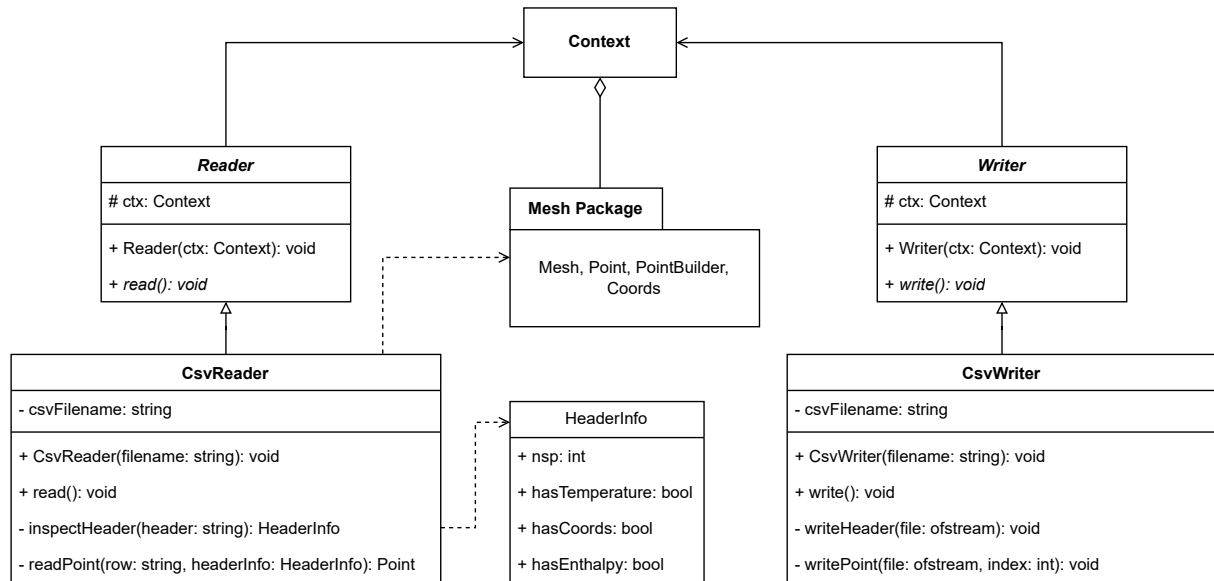 Context
Reader
# ctx: Context
+ Reader(ctx: Context): void
+ read(): void
Mesh Package
Mesh, Point, PointBuilder,
Coords
Writer
# ctx: Context
+ Writer(ctx: Context): void
+ write(): void
CsvReader
- csvFilename: string
+ CsvReader(filename: string): void
+ read(): void
- inspectHeader(header: string): HeaderInfo
- readPoint(row: string, headerInfo: HeaderInfo): Point
HeaderInfo
+ nsp: int
+ hasTemperature: bool
+ hasCoords: bool
+ hasEnthalpy: bool
CsvWriter
- csvFilename: string
+ CsvWriter(filename: string): void
+ write(): void
- writeHeader(file: ofstream): void
- writePoint(file: ofstream, index: int): void